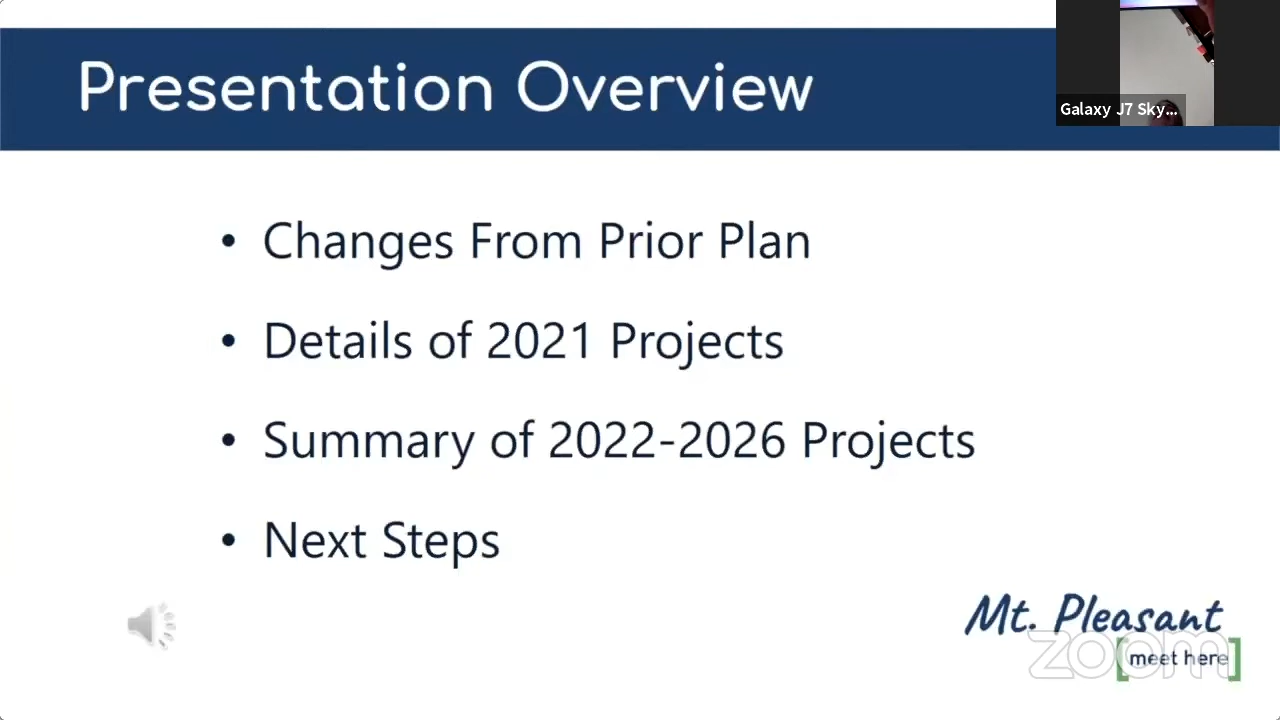 Presentation Overview
Galaxy J7 Sky...
• Changes From Prior Plan
• Details of 2021 Projects
• Summary of 2022-2026 Projects
• Next Steps
Mt. Pleasant
zoom
[meet here]